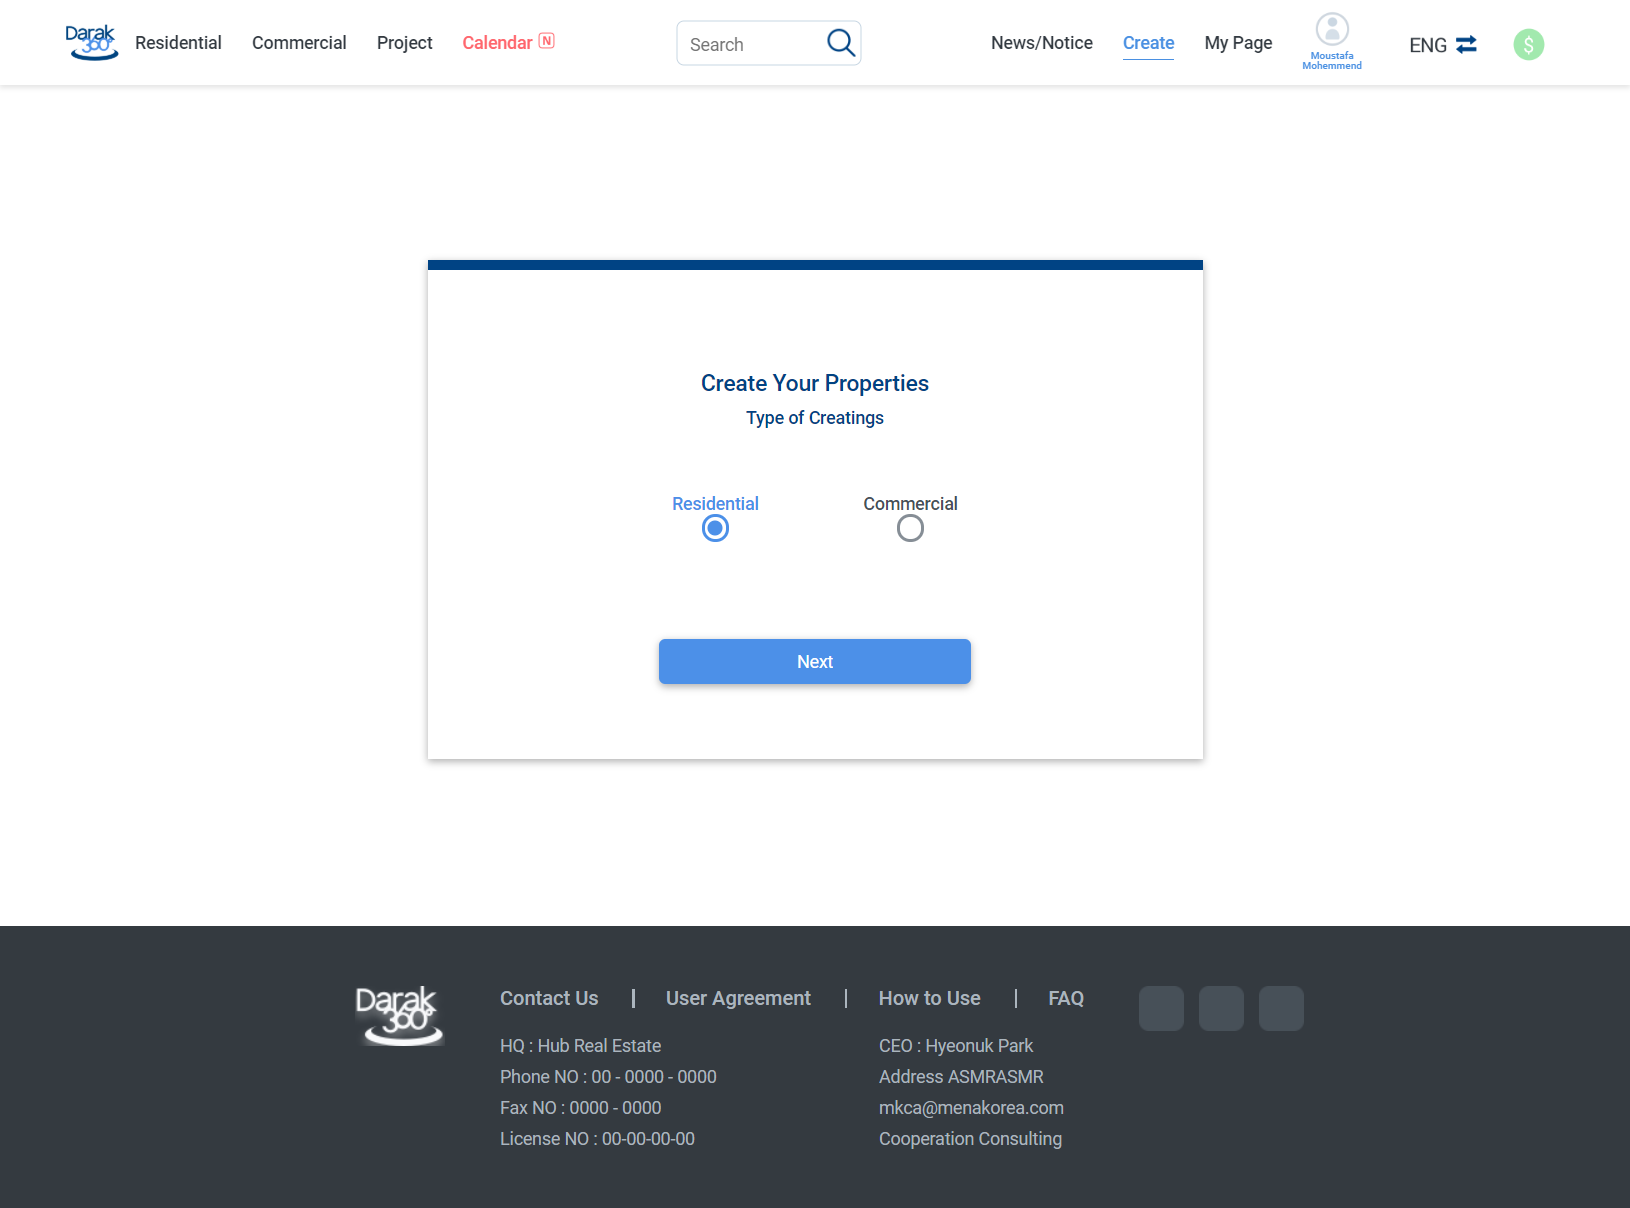 Darak 360°
Residential Commercial Project Calendar N
Search
News/Notice Create My Page
Moustafa
Mohemmend
ENG
$
Create Your Properties
Type of Creatings
Residential Commercial
Next
Darak 360°
Contact Us | User Agreement | How to Use | FAQ
HQ : Hub Real Estate
Phone NO : 00 - 0000 - 0000
Fax NO : 0000 - 0000
License NO : 00-00-00-00
CEO : Hyeonuk Park
Address ASMRASMR
mkca@menakorea.com
Cooperation Consulting